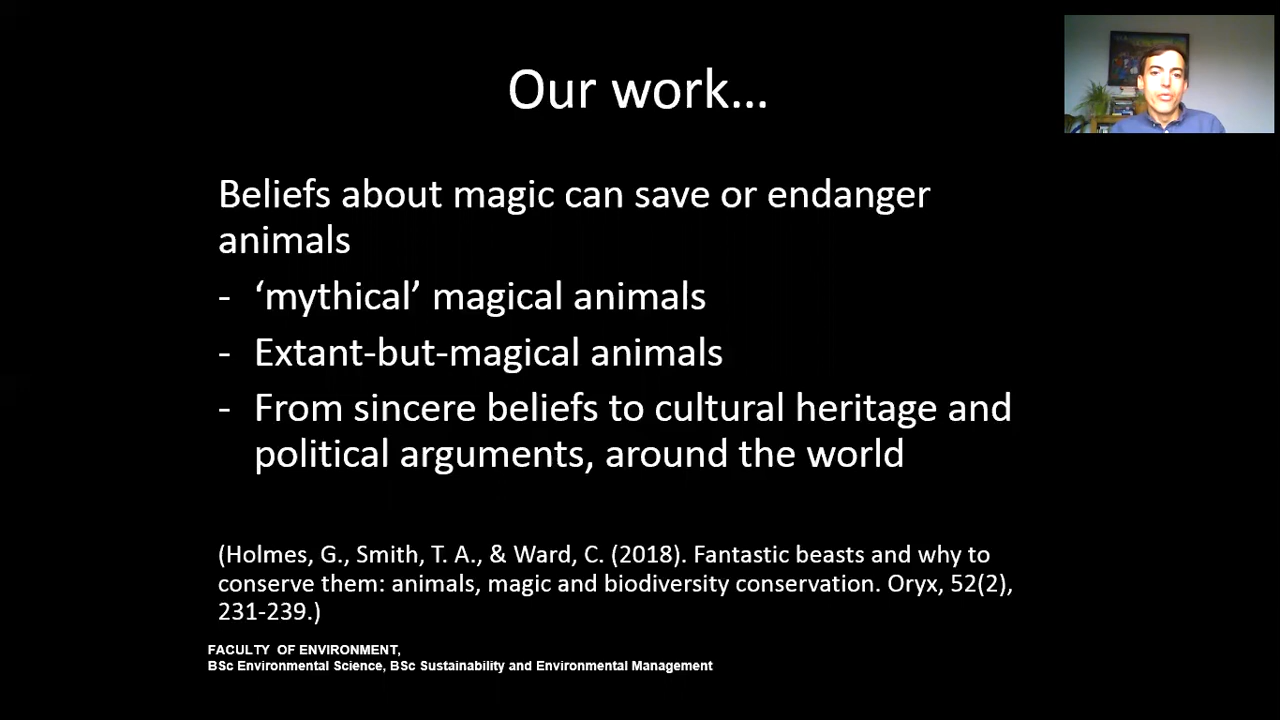 Our work...
Beliefs about magic can save or endanger
animals
- ‘mythical’ magical animals
- Extant-but-magical animals
- From sincere beliefs to cultural heritage and
political arguments, around the world
(Holmes, G., Smith, T. A., & Ward, C. (2018). Fantastic beasts and why to
conserve them: animals, magic and biodiversity conservation. Oryx, 52(2),
231-239.)
FACULTY OF ENVIRONMENT,
BSc Environmental Science, BSc Sustainability and Environmental Management